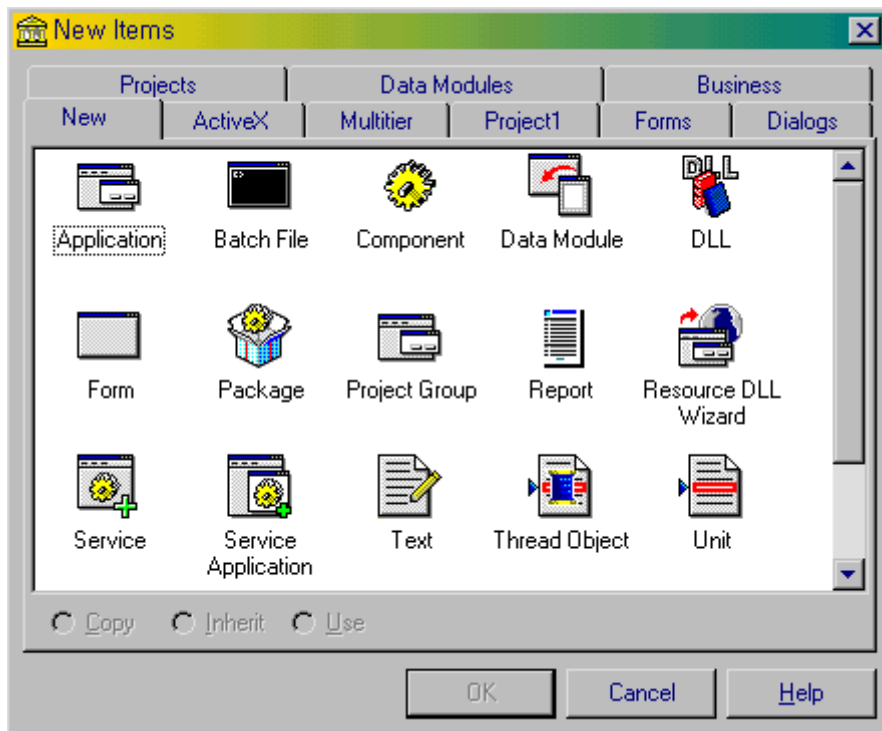 New Items
Projects Data Modules Business
New ActiveX Multitier Project1 Forms Dialogs
DLL
Application Batch File Component Data Module DLL
Form Package Project Group Report Resource DLL
Wizard
Service Service Text Thread Object Unit
Application
Copy Inherit Use
OK Cancel Help